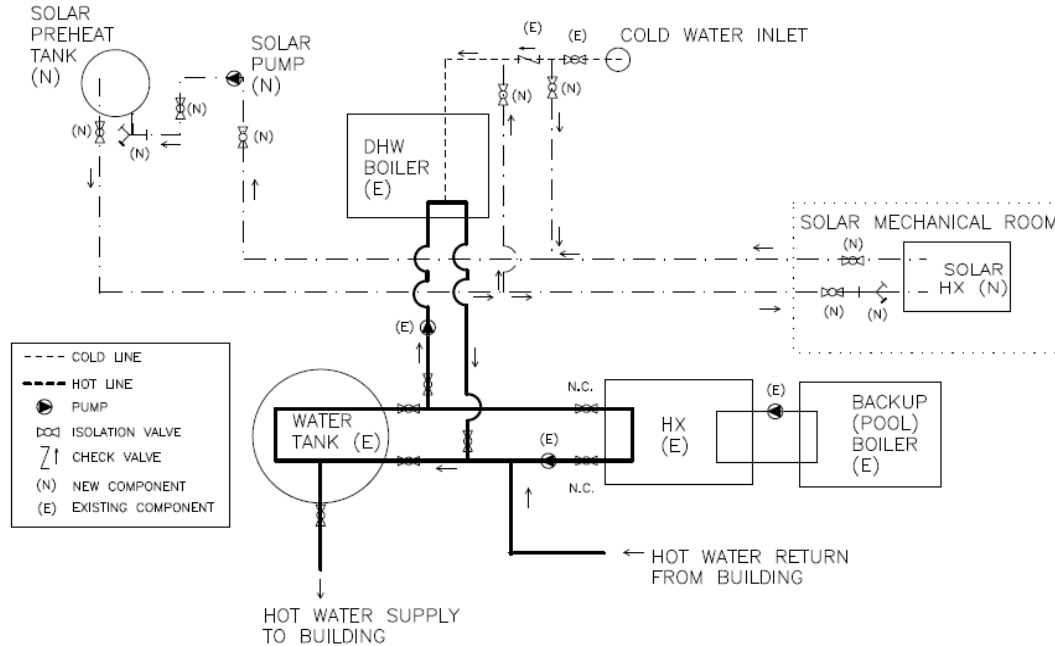 SOLAR
PREHEAT
TANK
(N)
SOLAR
PUMP
(N)
(E)
(E)
COLD WATER INLET
(N)
(N)
(N)
(N)
(N)
(N)
DHW
BOILER
(E)
SOLAR MECHANICAL ROOM
(N)
SOLAR
HX (N)
(N)
(N)
(E)
COLD LINE
HOT LINE
PUMP
ISOLATION VALVE
CHECK VALVE
(N) NEW COMPONENT
(E) EXISTING COMPONENT
WATER
TANK (E)
N.C.
(E)
N.C.
HX
(E)
(E)
BACKUP
(POOL)
BOILER
(E)
HOT WATER RETURN
FROM BUILDING
HOT WATER SUPPLY
TO BUILDING